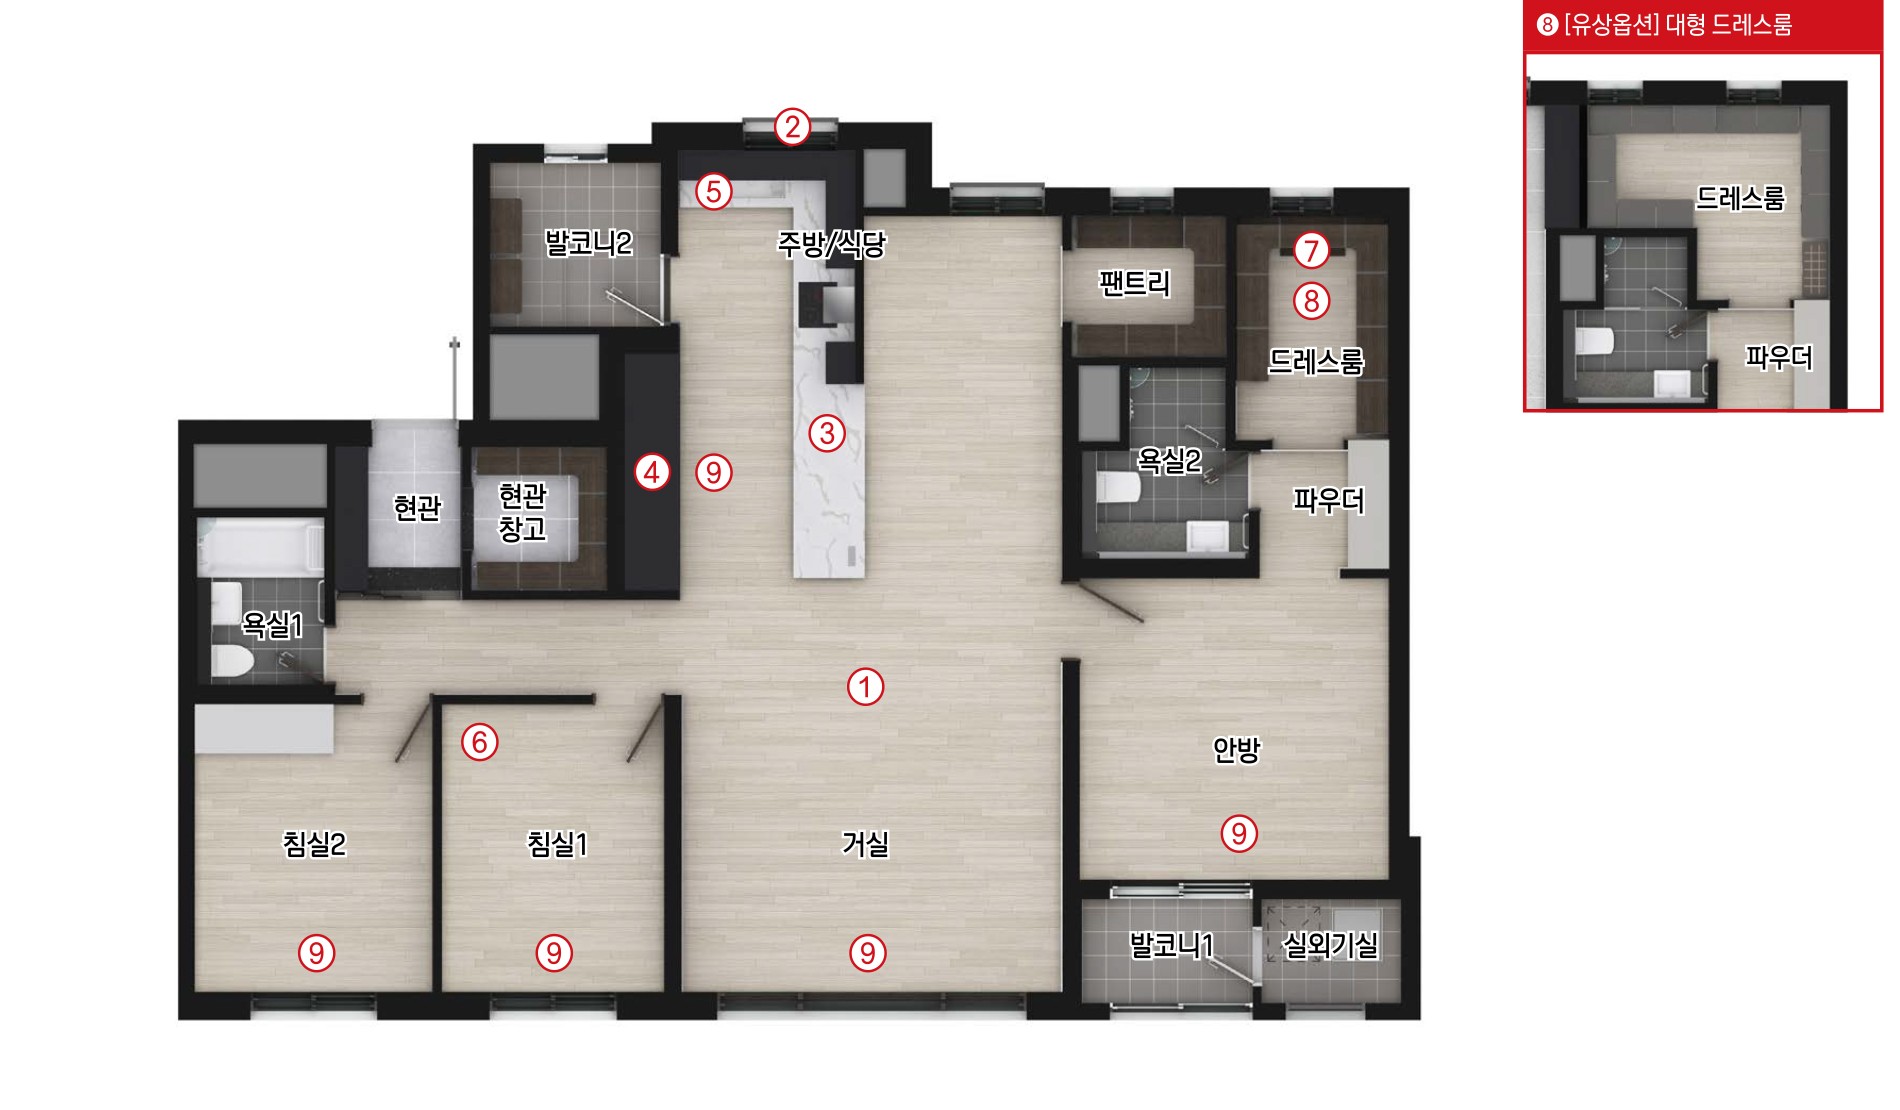 ❽ [유상옵션] 대형 드레스룸
드레스룸
파우더
②
⑤
발코니2
주방/식당
팬트리
⑦
⑧
드레스룸
③
④
⑨
욕실2
현관
현관
창고
파우더
욕실1
①
⑥
안방
침실2
침실1
거실
⑨
⑨
⑨
⑨
발코니1
실외기실